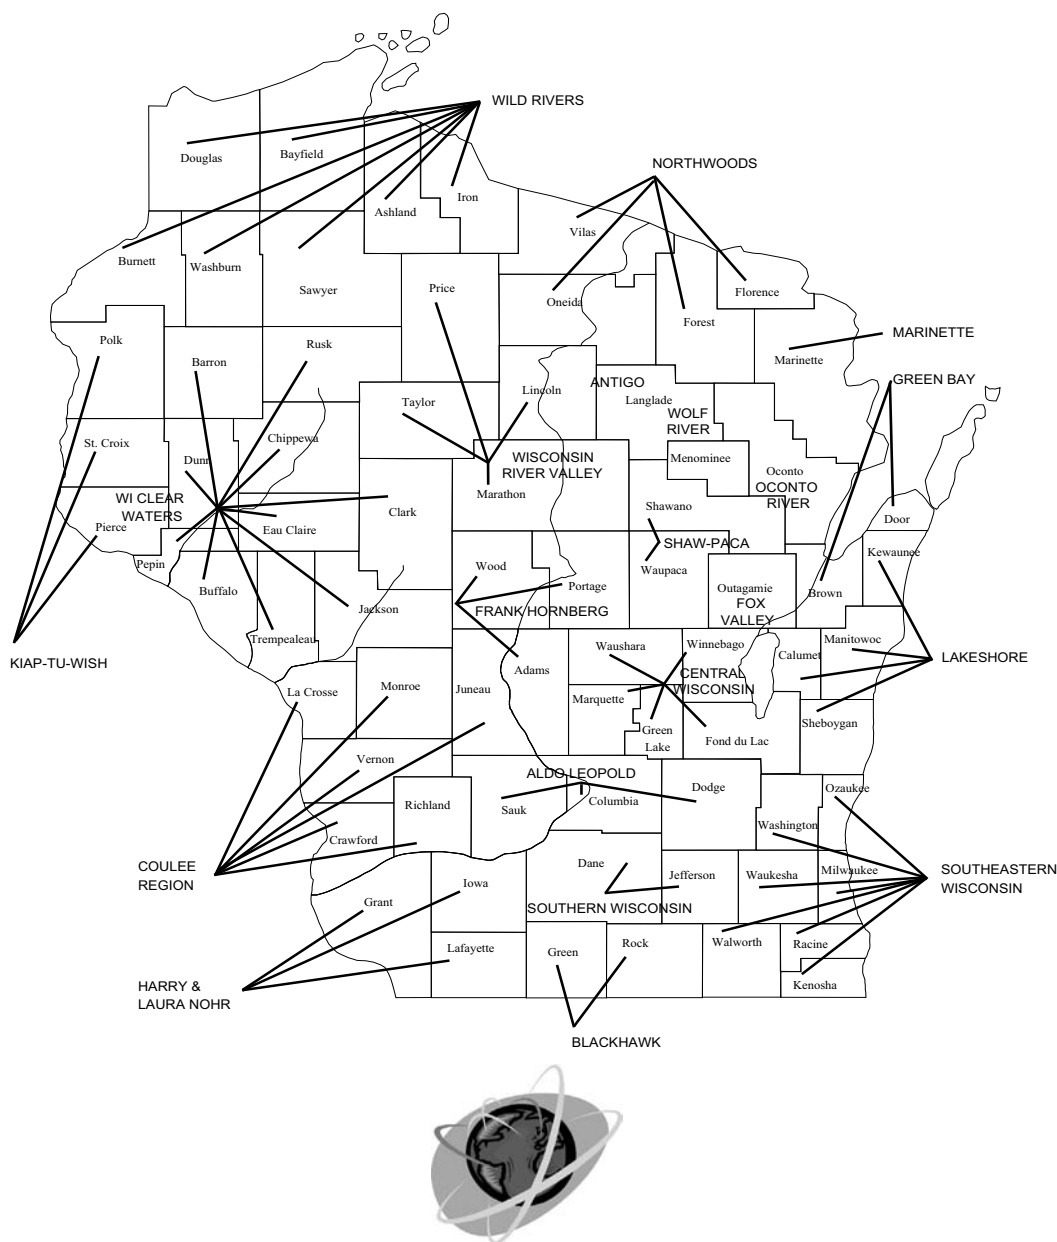 WILD RIVERS
Douglas
Bayfield
NORTHWOODS
Iron
Ashland
Vilas
Burnett
Washburn
Sawyer
Price
Oneida
Florence
Forest
MARINETTE
Polk
Barron
Rusk
Marinette
GREEN BAY
ANTIGO
Lincoln
Taylor
Langlade
WOLF
RIVER
St. Croix
Chippewa
Dunn
WISCONSIN
RIVER VALLEY
Menominee
Marathon
Oconto
OCONTO
RIVER
WI CLEAR
WATERS
Clark
Shawano
Door
Pierce
Eau Claire
SHAW-PACA
Kewaunee
Pepin
Wood
Waupaca
Buffalo
Portage
Outagamie
Brown
FOX
VALLEY
Jackson
FRANK HORNBERG
Trempealeau
Waushara
Winnebago
Manitowoc
KIAP-TU-WISH
Calumet
LAKESHORE
Adams
CENTRAL
WISCONSIN
La Crosse
Monroe
Juneau
Marquette
Sheboygan
Green
Lake
Fond du Lac
Vernon
ALDO LEOPOLD
Dodge
Ozaukee
Richland
Sauk
Columbia
Washington
Crawford
COULEE
REGION
Dane
Jefferson
Waukesha
Milwaukee
SOUTHEASTERN
WISCONSIN
Iowa
Grant
SOUTHERN WISCONSIN
Lafayette
Green
Rock
Walworth
Racine
HARRY &
LAURA NOHR
Kenosha
BLACKHAWK